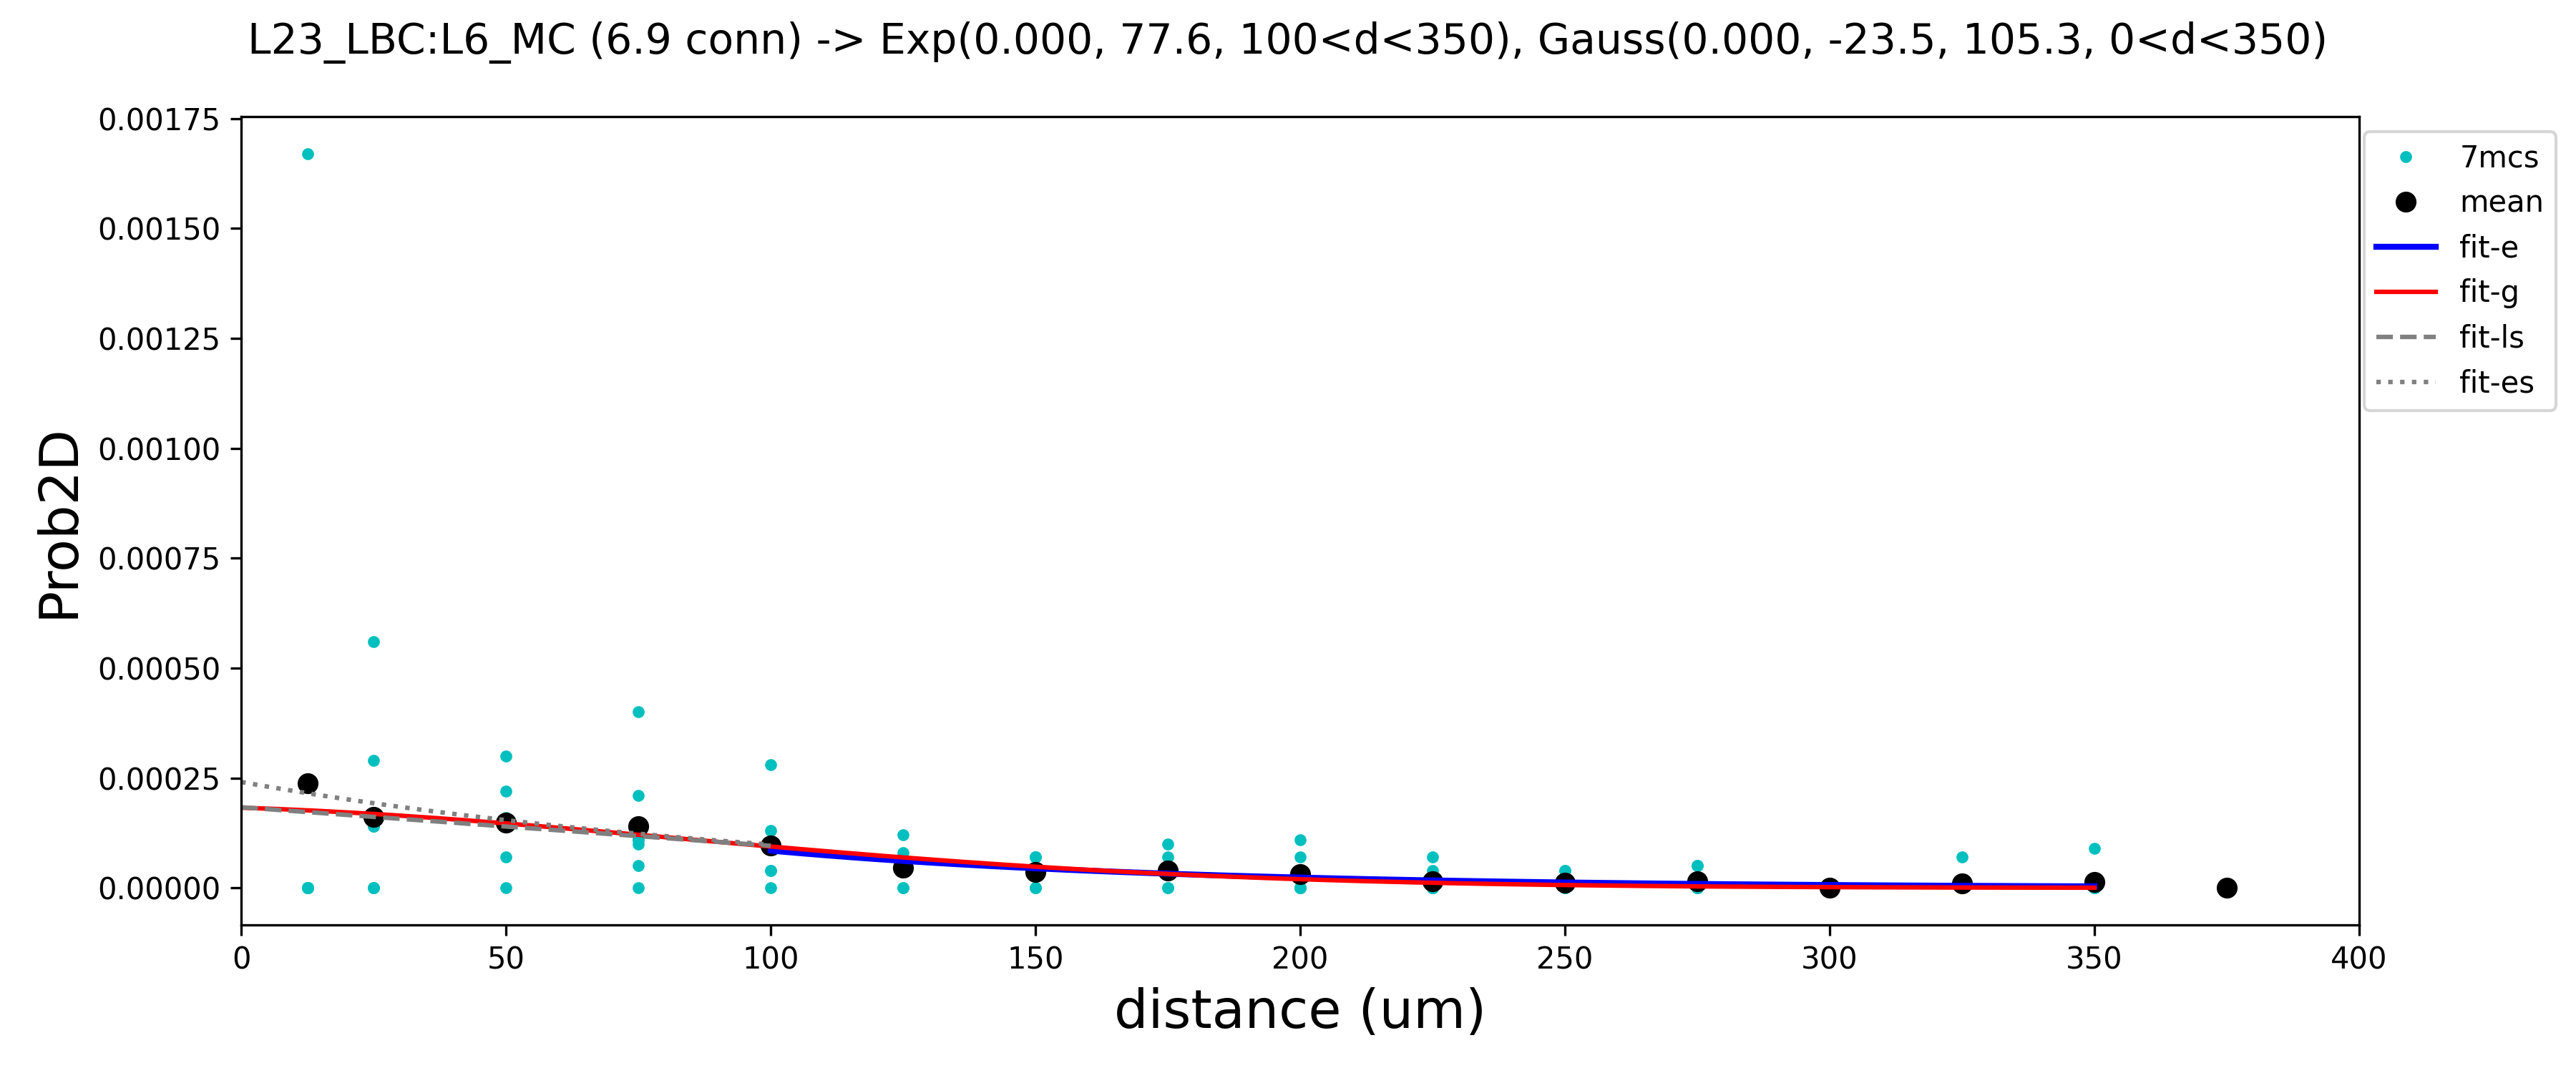 L23_LBC:L6_MC (6.9 conn) -> Exp(0.000, 77.6, 100<d<350), Gauss(0.000, -23.5, 105.3, 0<d<350)
0.00175
0.00150
0.00125
0.00100
0.00075
0.00050
0.00025
0.00000
Prob2D
0 50 100 150 200 250 300 350 400
distance (um)
7mcs
mean
fit-e
fit-g
fit-ls
fit-es